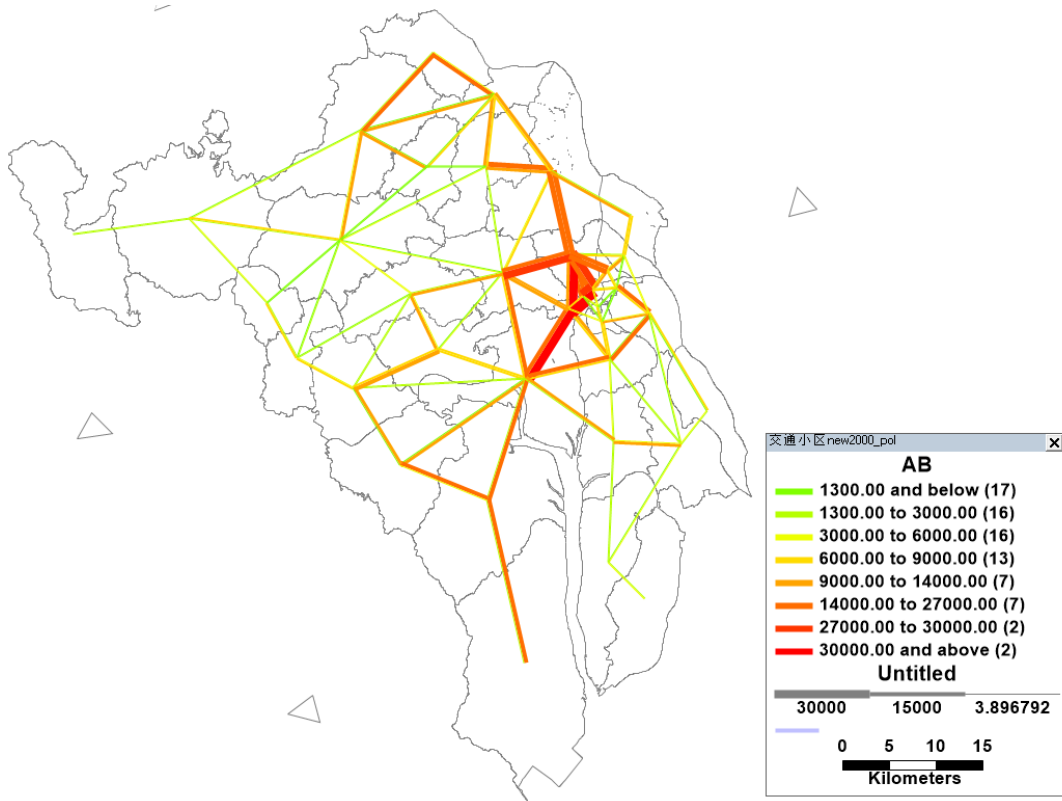 交通小区new2000_pol
AB
1300.00 and below (17)
1300.00 to 3000.00 (16)
3000.00 to 6000.00 (16)
6000.00 to 9000.00 (13)
9000.00 to 14000.00 (7)
14000.00 to 27000.00 (7)
27000.00 to 30000.00 (2)
30000.00 and above (2)
Untitled
30000 15000 3.896792
0 5 10 15
Kilometers